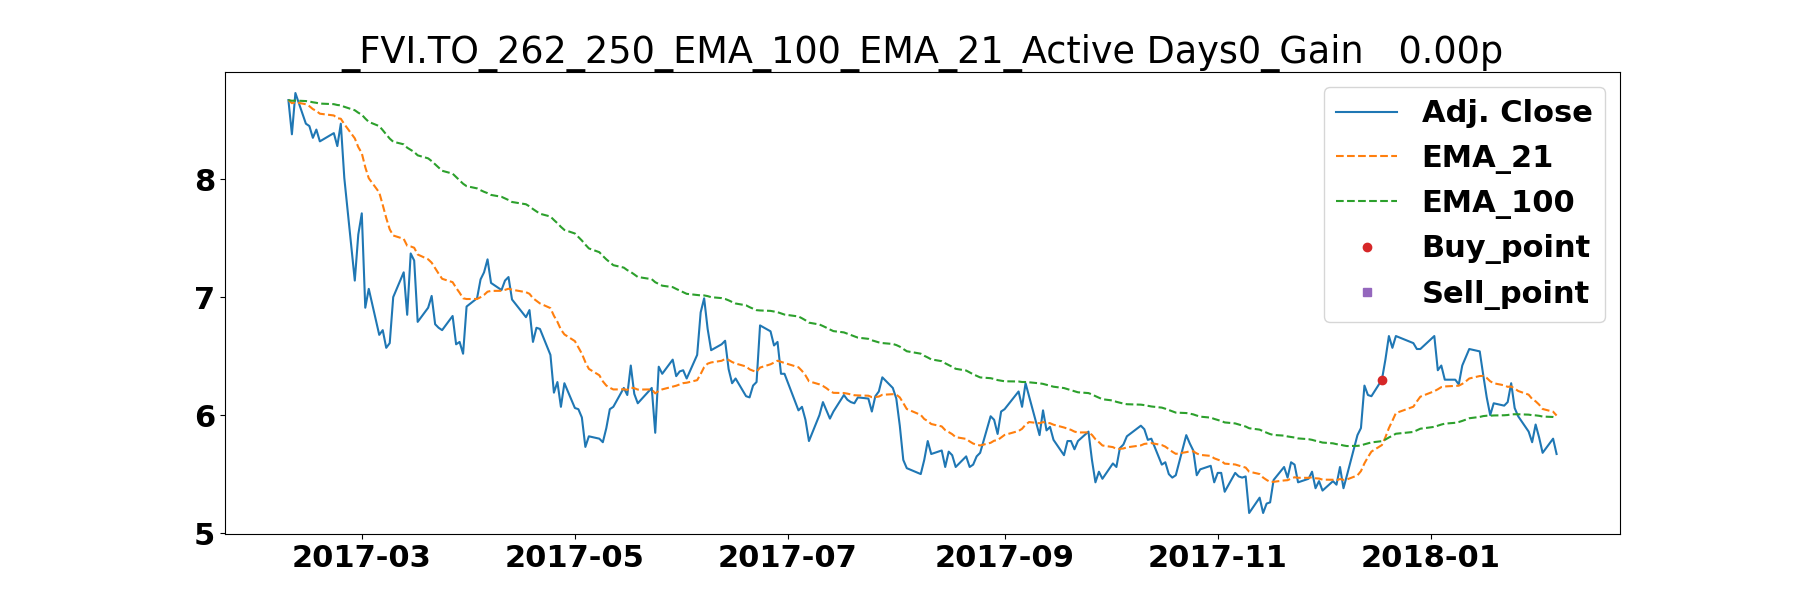 _FVI.TO_262_250_EMA_100_EMA_21_Active Days0_Gain   0.00p
Adj. Close
EMA_21
EMA_100
Buy_point
Sell_point
8
7
6
5
2017-03 2017-05 2017-07 2017-09 2017-11 2018-01